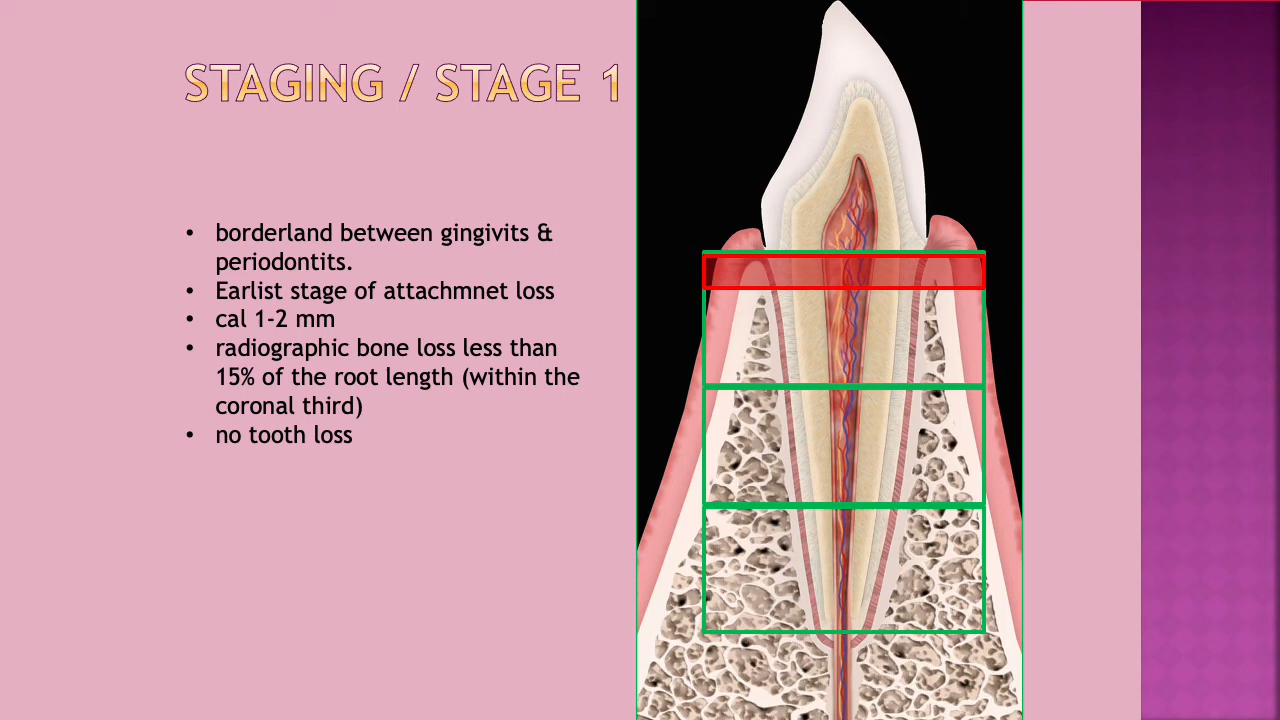 STAGING / STAGE 1
• borderland between gingivits &
periodontits.
• Earlist stage of attachmnet loss
• cal 1-2 mm
• radiographic bone loss less than
15% of the root length (within the
coronal third)
• no tooth loss